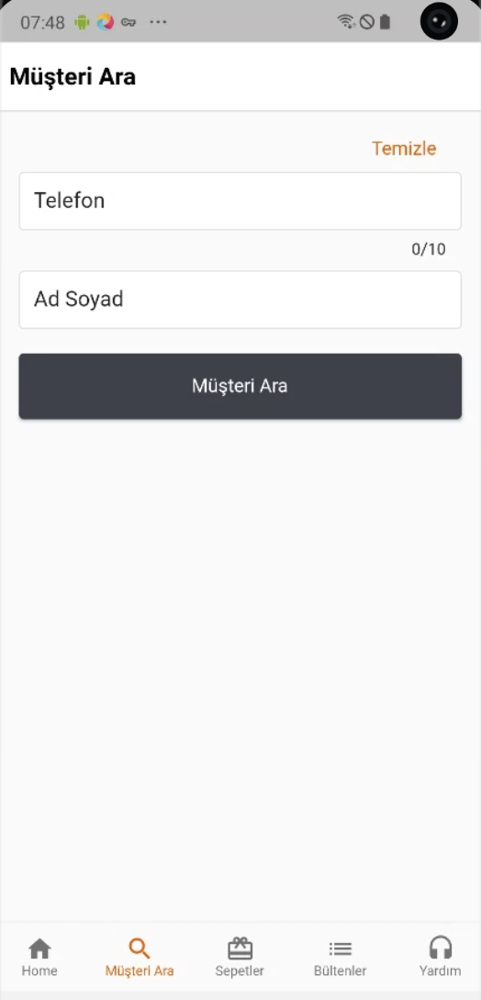 07:48
Müşteri Ara
Temizle
Telefon
0/10
Ad Soyad
Müşteri Ara
Home
Müşteri Ara
Sepetler
Bültenler
Yardım